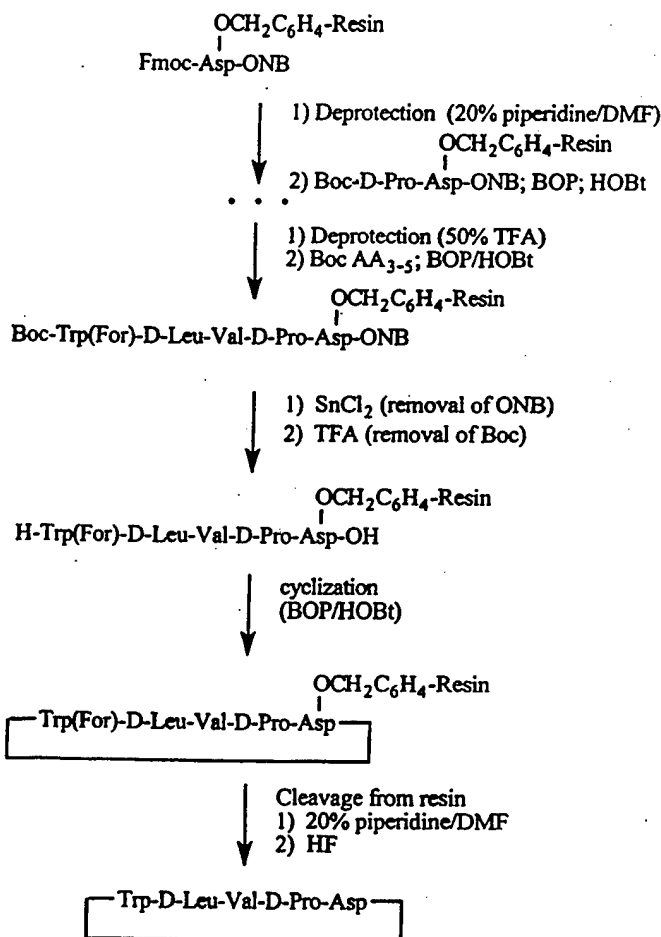 OCH2C6H4-Resin
Fmoc-Asp-ONB
1) Deprotection (20% piperidine/DMF)
OCH2C6H4-Resin
2) Boc-D-Pro-Asp-ONB; BOP; HOBt
• • •
1) Deprotection (50% TFA)
2) Boc AA3-5; BOP/HOBt
OCH2C6H4-Resin
Boc-Trp(For)-D-Leu-Val-D-Pro-Asp-ONB
1) SnCl2 (removal of ONB)
2) TFA (removal of Boc)
OCH2C6H4-Resin
H-Trp(For)-D-Leu-Val-D-Pro-Asp-OH
cyclization
(BOP/HOBt)
OCH2C6H4-Resin
Trp(For)-D-Leu-Val-D-Pro-Asp
Cleavage from resin
1) 20% piperidine/DMF
2) HF
Trp-D-Leu-Val-D-Pro-Asp